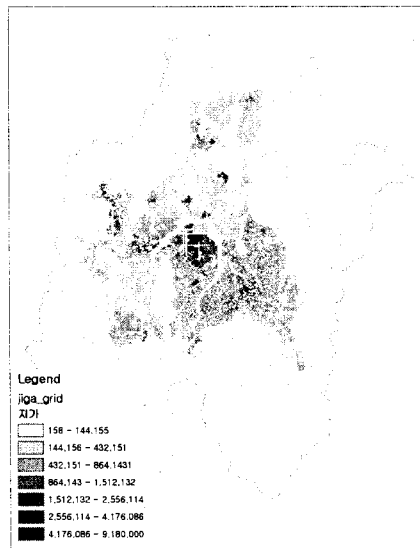 Legend
jiga_grid
지가
158 - 144,155
144,156 - 432,151
432,151 - 864,1431
864,143 - 1,512,132
1,512,132 - 2,556,114
2,556,114 - 4,176,086
4,176,086 - 9,180,000